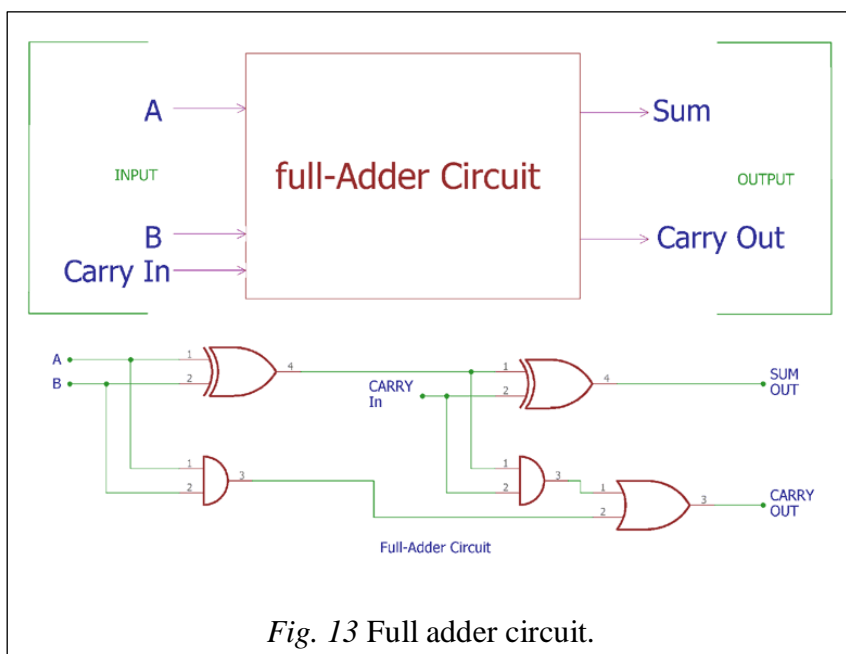 A
Sum
INPUT
full-Adder Circuit
OUTPUT
B
Carry Out
Carry In
A
1
4
B
2
CARRY
In
1
4
SUM
OUT
2
1
3
2
1
3
2
1
3
CARRY
OUT
2
Full-Adder Circuit
Fig. 13 Full adder circuit.